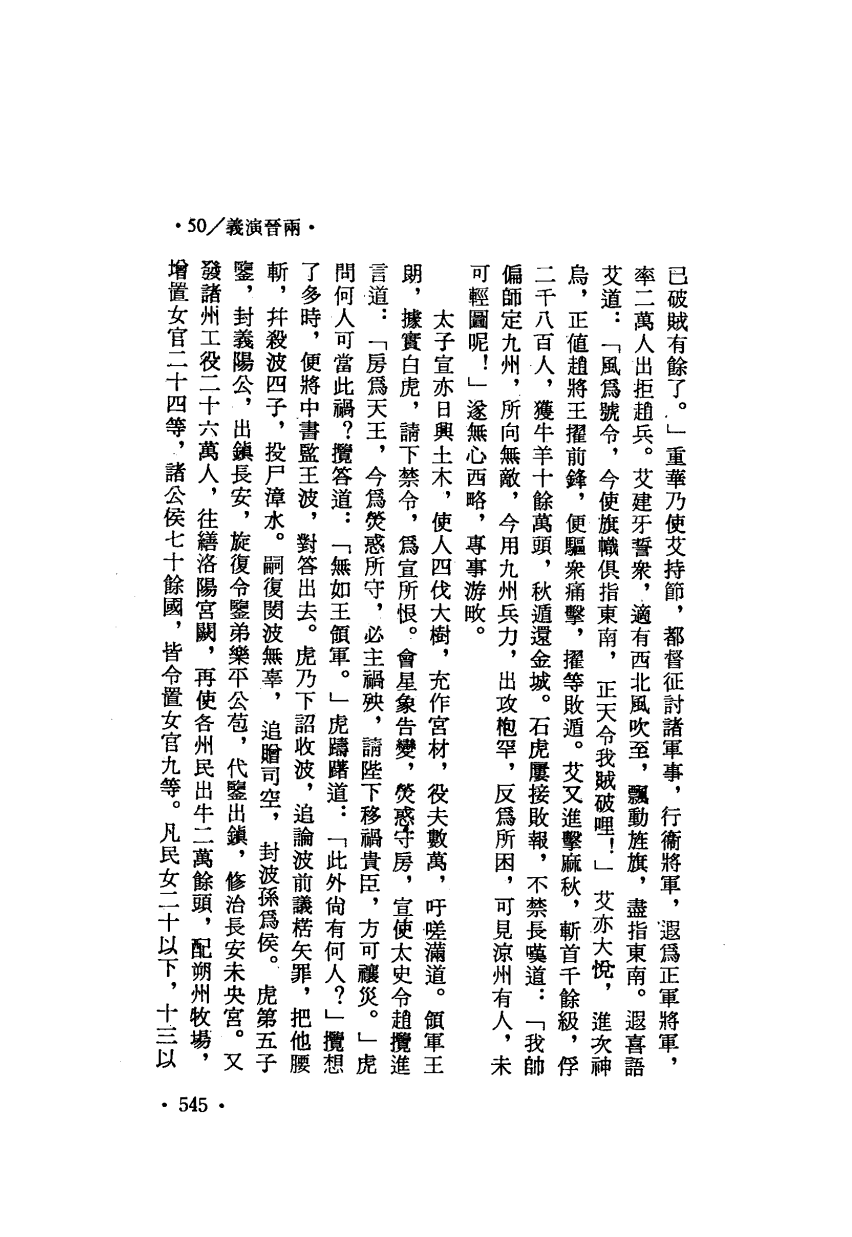 ·50／義演晉兩·
已破賊有餘了。」重華乃使艾持節，都督征討諸軍事，行衞將軍，遐爲正軍將軍，
率二萬人出拒趙兵。艾建牙誓衆，適有西北風吹至，飄動旌旗，盡指東南。遐喜語
艾道：「風爲號令，今使旗幟俱指東南，正天令我賊破哩！」艾亦大悅，進次神
烏，正値趙將王擢前鋒，便驅衆痛擊，擢等敗遁。艾又進擊麻秋，斬首千餘級，俘
二千八百人，獲牛羊十餘萬頭，秋遁還金城。石虎屢接敗報，不禁長嘆道：「我帥
偏師定九州，所向無敵，今用九州兵力，出攻枹罕，反爲所困，可見涼州有人，未
可輕圖呢！」遂無心西略，專事游畋。
太子宣亦日興土木，使人四伐大樹，充作宮材，役夫數萬，吁嗟滿道。領軍王
朗，據實白虎，請下禁令，爲宣所恨。會星象告變，熒惑守房，宣使太史令趙攬進
言道：「房爲天王，今爲熒惑所守，必主禍殃，請陛下移禍貴臣，方可禳災。」虎
問何人可當此禍？攬答道：「無如王領軍。」虎躊躇道：「此外尙有何人？」攬想
了多時，便將中書監王波，對答出去。虎乃下詔收波，追論波前議楛矢罪，把他腰
斬，幷殺波四子，投尸漳水。嗣復閔波無辜，追贈司空，封波孫爲侯。虎第五子
鑒，封義陽公，出鎭長安，旋復令鑒弟樂平公苞，代鑒出鎭，修治長安未央宮。又
發諸州工役二十六萬人，往繕洛陽宮闕，再使各州民出牛二萬餘頭，配朔州牧場，
增置女官二十四等，諸公侯七十餘國，皆令置女官九等。凡民女二十以下，十三以
·545·